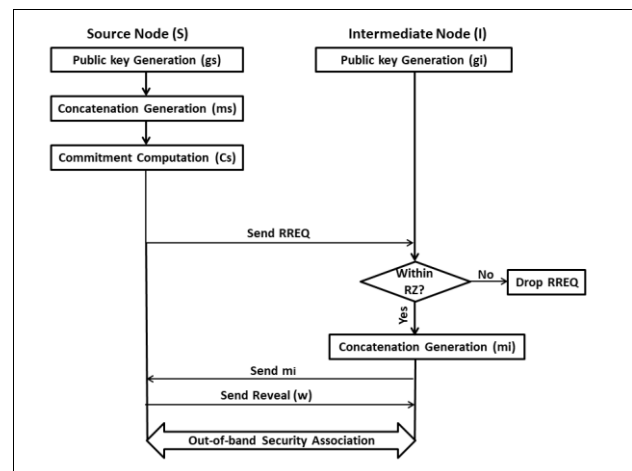 Source Node (S)
Intermediate Node (I)
Public key Generation (gs)
Public key Generation (gi)
Concatenation Generation (ms)
Commitment Computation (Cs)
Send RREQ
Within
RZ?
No
Drop RREQ
Yes
Concatenation Generation (mi)
Send mi
Send Reveal (w)
Out-of-band Security Association